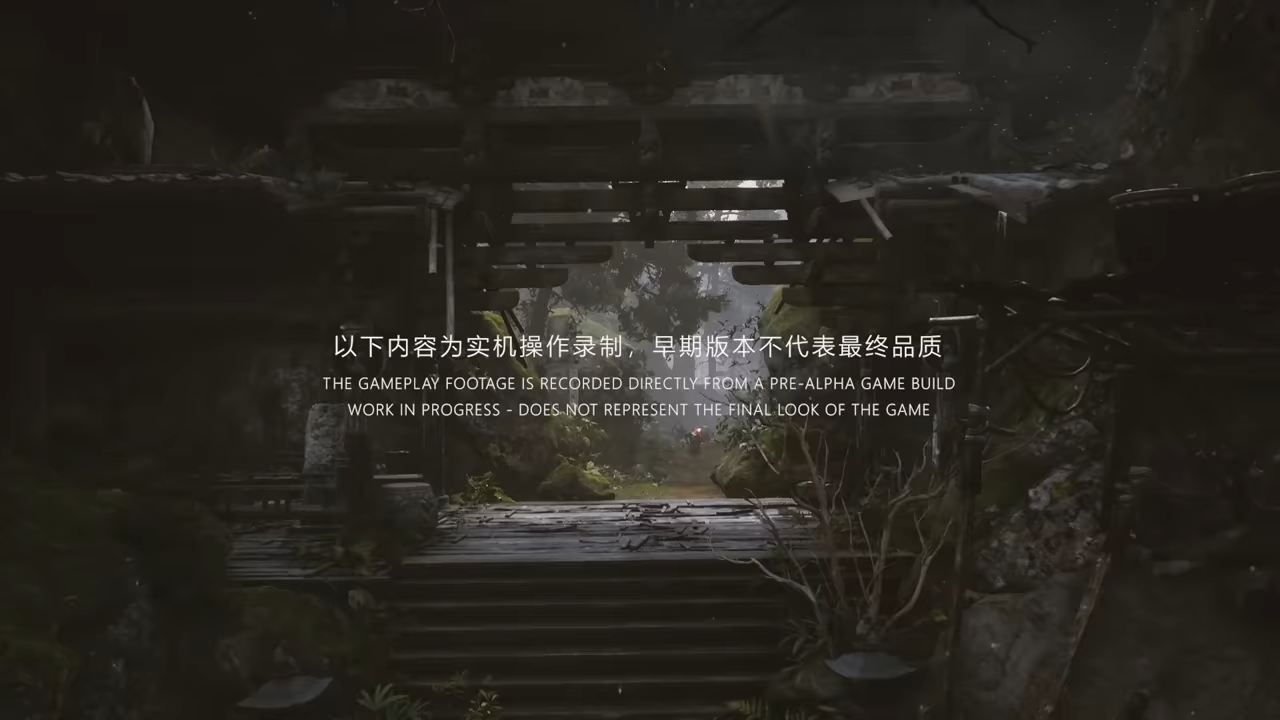 以下内容为实机操作录制，早期版本不代表最终品质
THE GAMEPLAY FOOTAGE IS RECORDED DIRECTLY FROM A PRE-ALPHA GAME BUILD
WORK IN PROGRESS - DOES NOT REPRESENT THE FINAL LOOK OF THE GAME